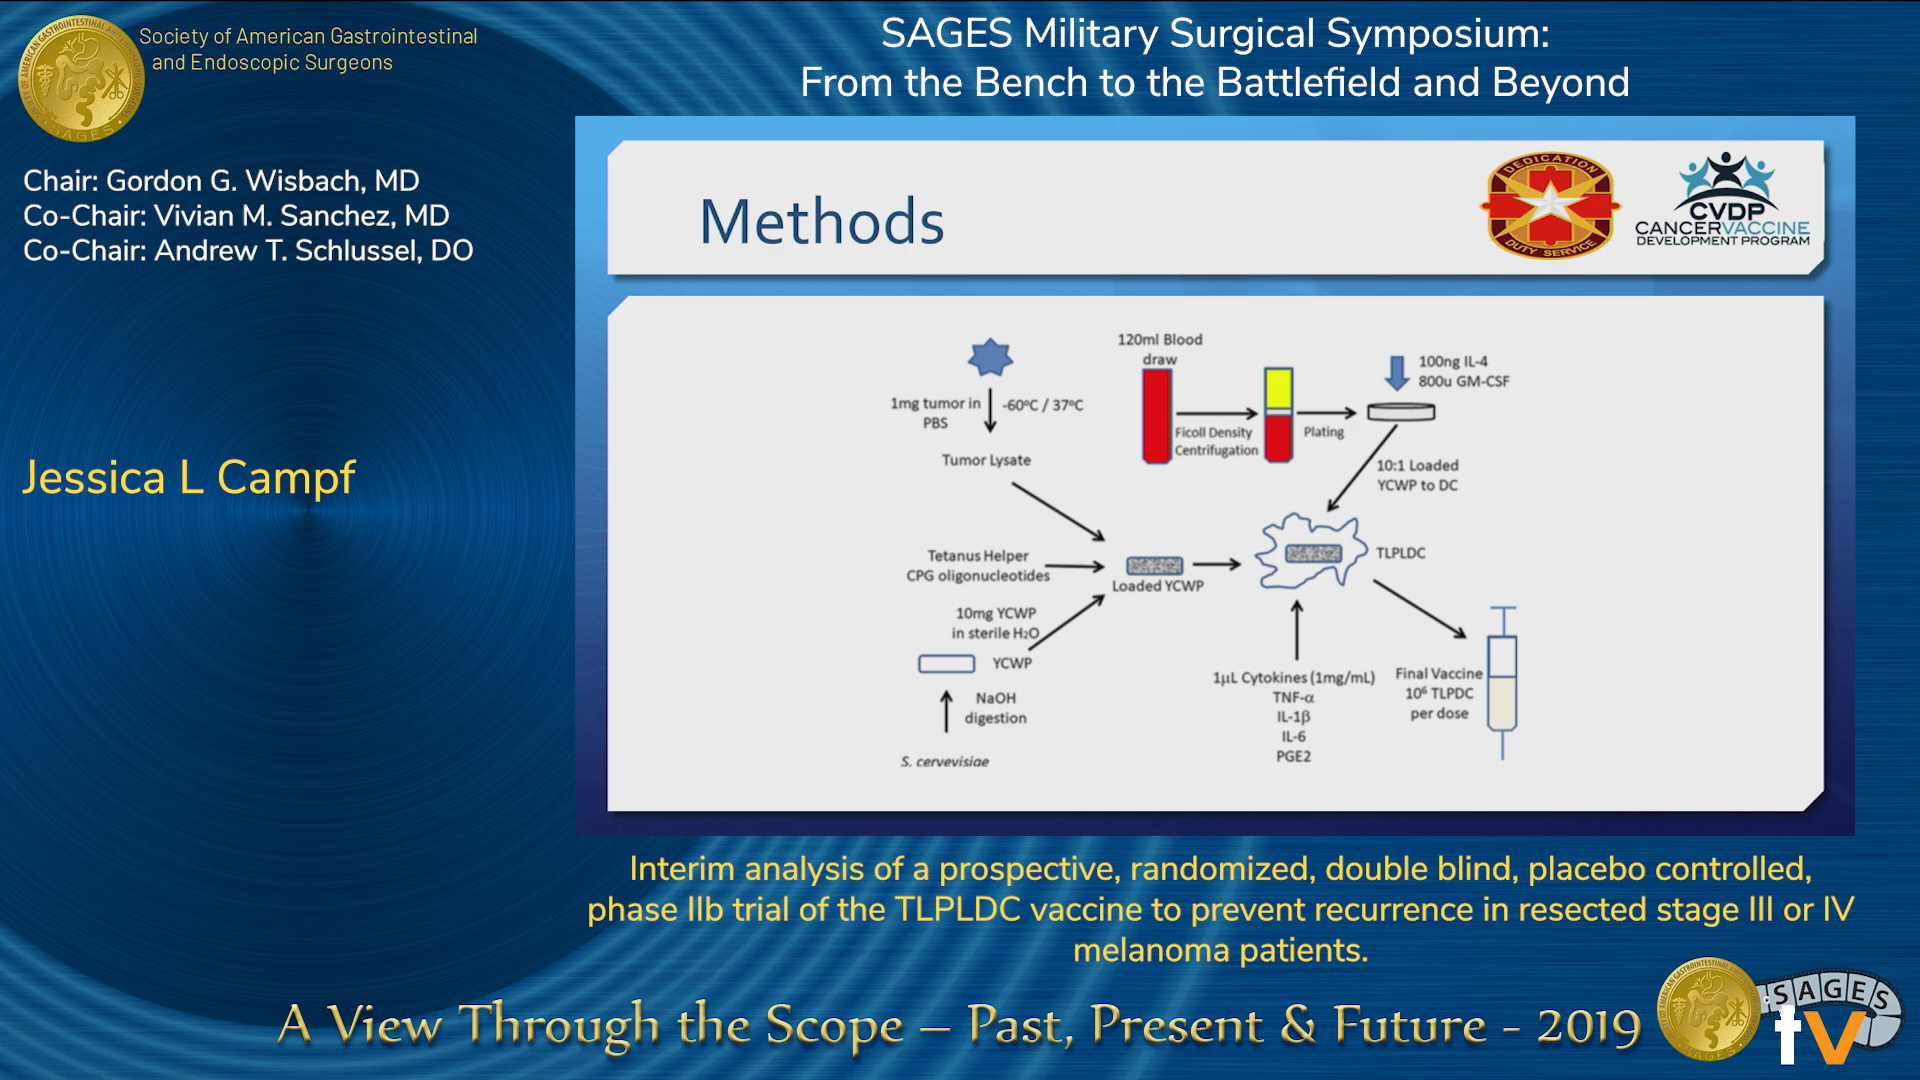 Society of American Gastrointestinal
and Endoscopic Surgeons
SAGES Military Surgical Symposium:
From the Bench to the Battlefield and Beyond
Chair: Gordon G. Wisbach, MD
Co-Chair: Vivian M. Sanchez, MD
Co-Chair: Andrew T. Schlussel, DO
Jessica L Campf
Methods
DEDICATION
DUTY SERVICE
CVDP
CANCERVACCINE
DEVELOPMENT PROGRAM
1mg tumor in
PBS
-60ºC / 37ºC
Tumor Lysate
120ml Blood
draw
Ficoll Density
Centrifugation
Plating
100ng IL-4
800u GM-CSF
10:1 Loaded
YCWP to DC
Tetanus Helper
CPG oligonucleotides
Loaded YCWP
TLPLDC
10mg YCWP
in sterile H2O
YCWP
NaOH
digestion
S. cervevisiae
1µL Cytokines (1mg/mL)
TNF-α
IL-1β
IL-6
PGE2
Final Vaccine
10⁶ TLPDC
per dose
Interim analysis of a prospective, randomized, double blind, placebo controlled,
phase IIb trial of the TLPLDC vaccine to prevent recurrence in resected stage III or IV
melanoma patients.
A View Through the Scope – Past, Present & Future - 2019
SAGES
tv